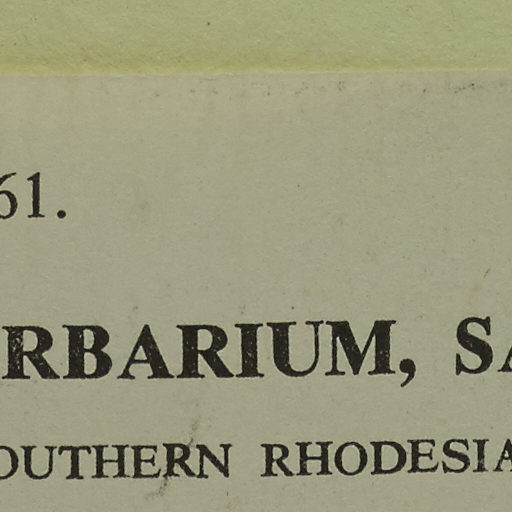 61.
RBARIUM, SA
OUTHERN RHODESIA